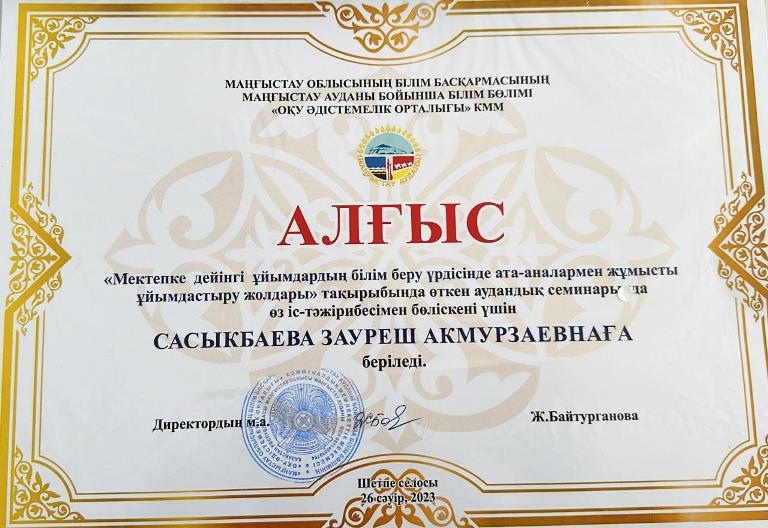 МАҢҒЫСТАУ ОБЛЫСЫНЫҢ БІЛІМ БАСҚАРМАСЫНЫҢ
МАҢҒЫСТАУ АУДАНЫ БОЙЫНША БІЛІМ БӨЛІМІ
«ОҚУ ӘДІСТЕМЕЛІК ОРТАЛЫҒЫ» КММ
МАҢҒЫСТАУ АУДАНЫ
АЛҒЫС
«Мектепке дейінгі ұйымдардың білім беру үрдісінде ата-аналармен жұмысты
ұйымдастыру жолдары» тақырыбында өткен аудандық семинарында
өз іс-тәжірибесімен бөліскені үшін
САСЫКБАЕВА ЗАУРЕШ АКМУРЗАЕВНАҒА
беріледі.
Директордың м.а.
Ж.Байтурганова
Шетпе селосы
26 сәуір, 2023